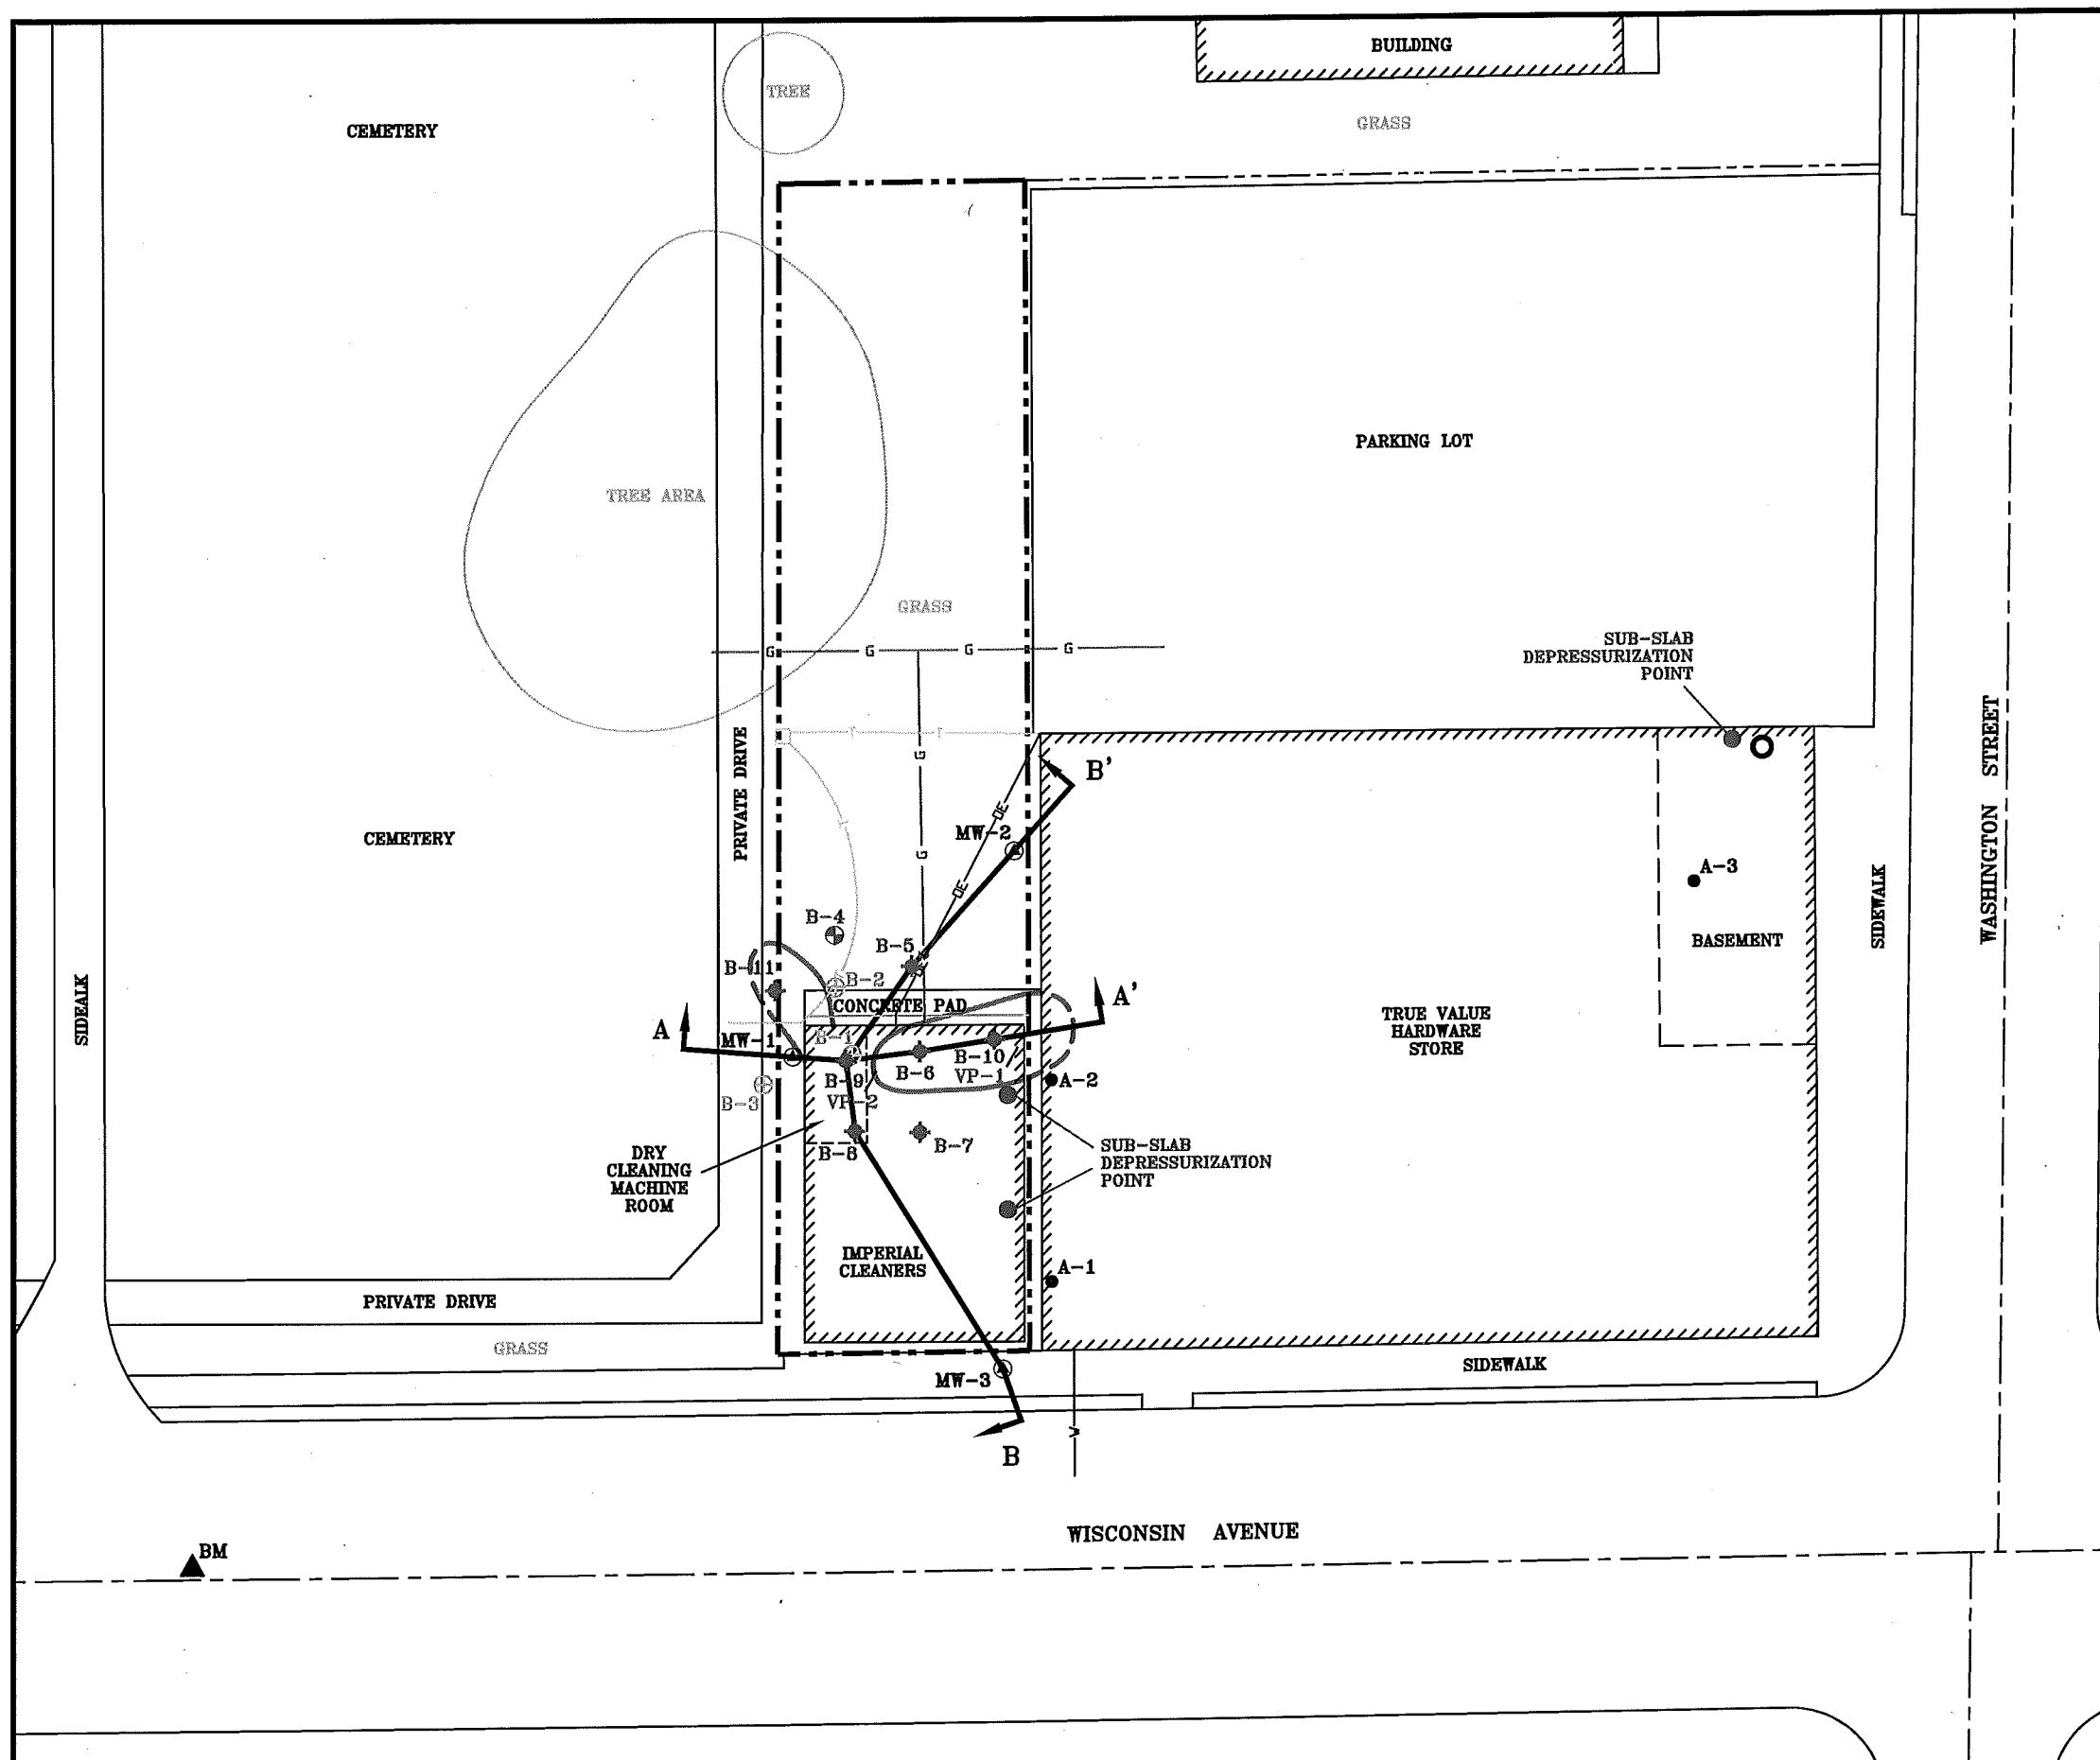 BUILDING
TREE
CEMETERY
GRASS
PARKING LOT
TREE AREA
GRASS
SUB-SLAB
DEPRESSURIZATION
POINT
G
G
G
G
PRIVATE DRIVE
T
T
G
B'
WASHINGTON STREET
OE
T
MW-2
CEMETERY
G
A-3
OE
SIDEWALK
B-4
BASEMENT
B-5
B-11
B-2
A'
CONCRETE PAD
SIDEALK
TRUE VALUE
HARDWARE
STORE
A
MW-1
B-1
B-10
B-6
VP-1
B-9
A-2
VP-2
B-3
B-7
B-8
DRY
CLEANING
MACHINE
ROOM
SUB-SLAB
DEPRESSURIZATION
POINT
IMPERIAL
CLEANERS
A-1
PRIVATE DRIVE
GRASS
SIDEWALK
MW-3
W
B
WISCONSIN AVENUE
BM